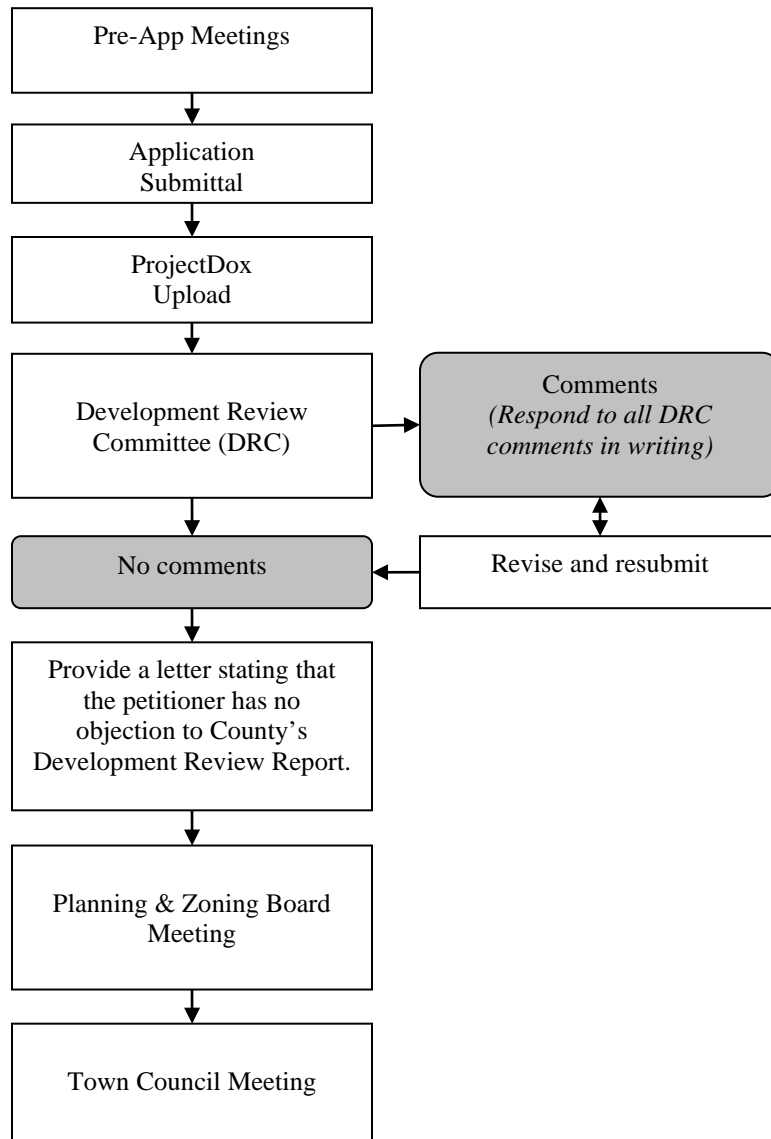 Pre-App Meetings
Application
Submittal
ProjectDox
Upload
Development Review
Committee (DRC)
Comments
(Respond to all DRC
comments in writing)
No comments
Revise and resubmit
Provide a letter stating that
the petitioner has no
objection to County’s
Development Review Report.
Planning & Zoning Board
Meeting
Town Council Meeting